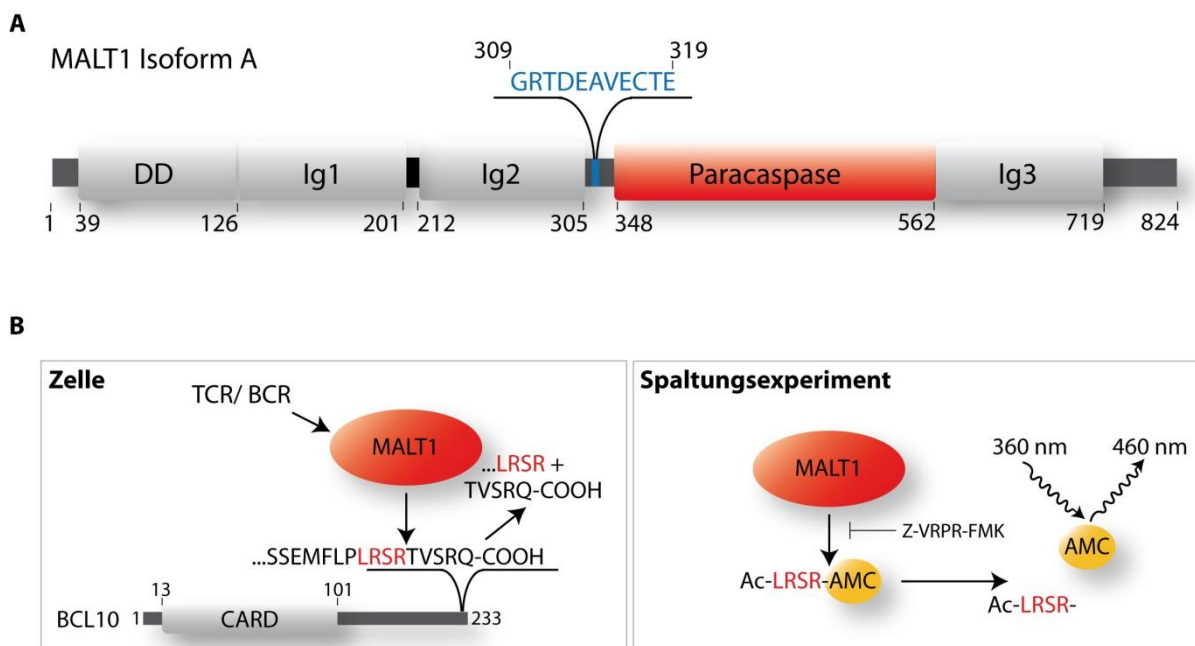 A
MALT1 Isoform A
309 319
GRTDEAVECTE
DD Ig1 Ig2 Paracaspase Ig3
1 39 126 201 212 305 348 562 719 824
B
Zelle
TCR/ BCR
MALT1
...LRSR +
TVSRQ-COOH
...SSEMFLPLRSRTVSRQ-COOH
13 101
BCL10 1 CARD 233
Spaltungsexperiment
MALT1
360 nm 460 nm
Z-VRPR-FMK
AMC
Ac-LRSR-AMC
Ac-LRSR-